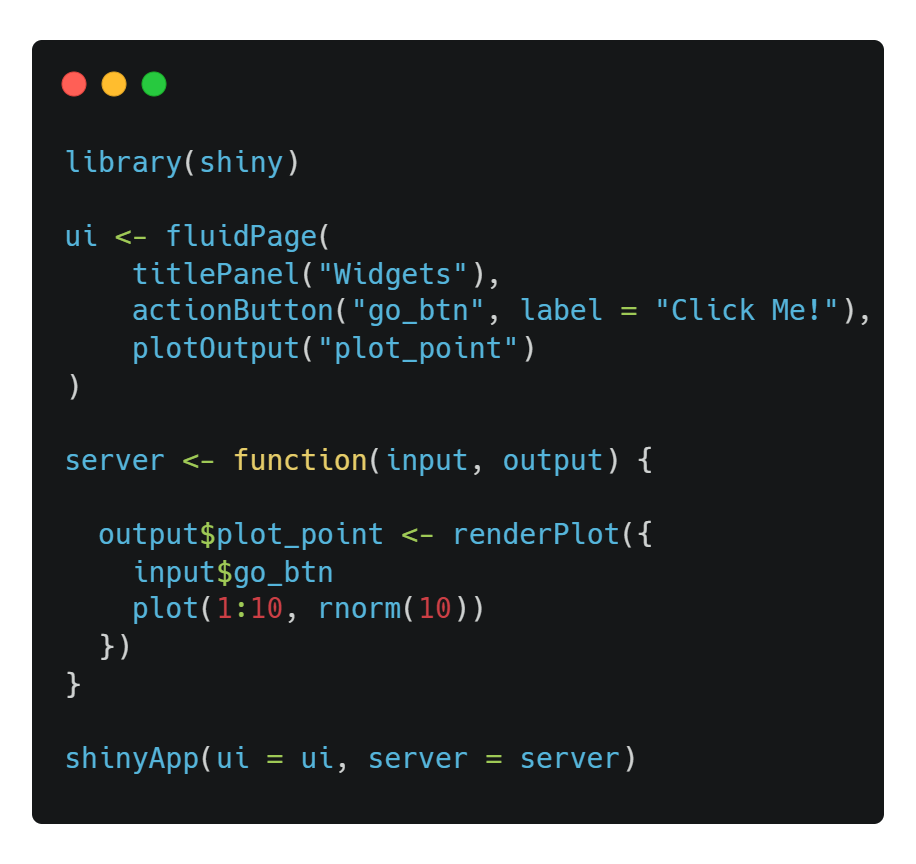 library(shiny)

ui <- fluidPage(
    titlePanel("Widgets"),
    actionButton("go_btn", label = "Click Me!"),
    plotOutput("plot_point")
)

server <- function(input, output) {

  output$plot_point <- renderPlot({
    input$go_btn
    plot(1:10, rnorm(10))
  })
}

shinyApp(ui = ui, server = server)